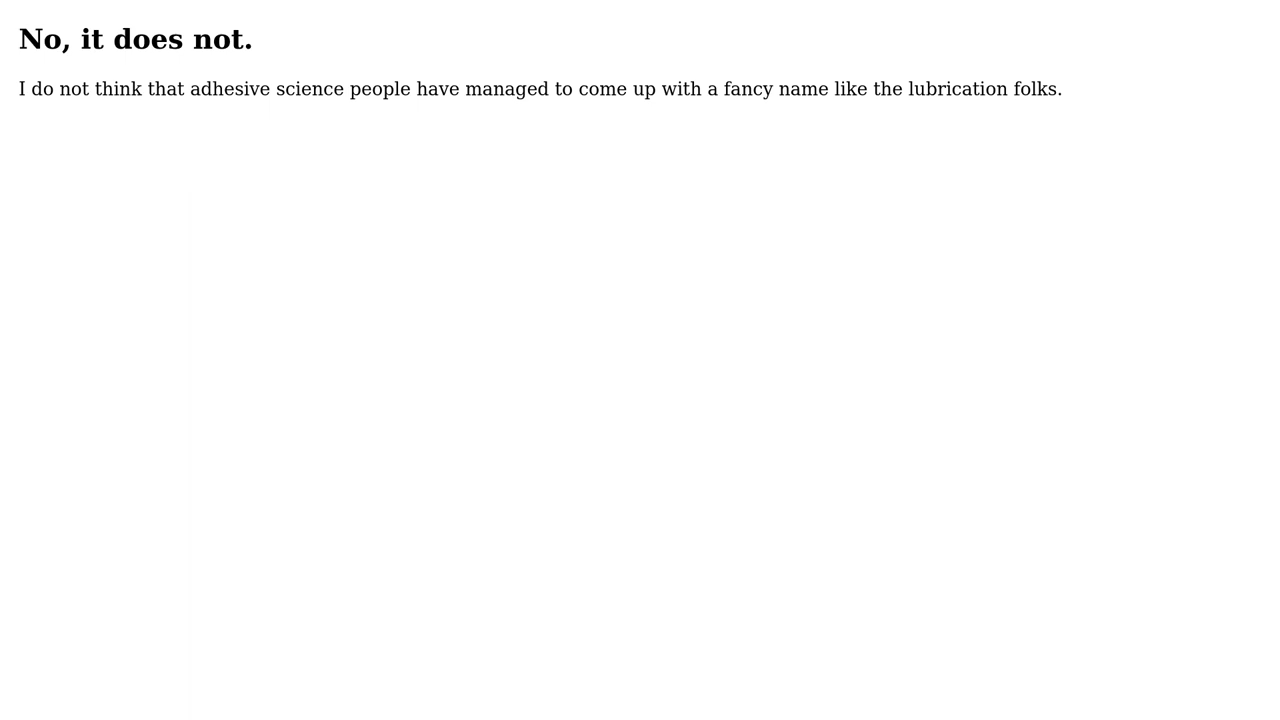 No, it does not.
I do not think that adhesive science people have managed to come up with a fancy name like the lubrication folks.